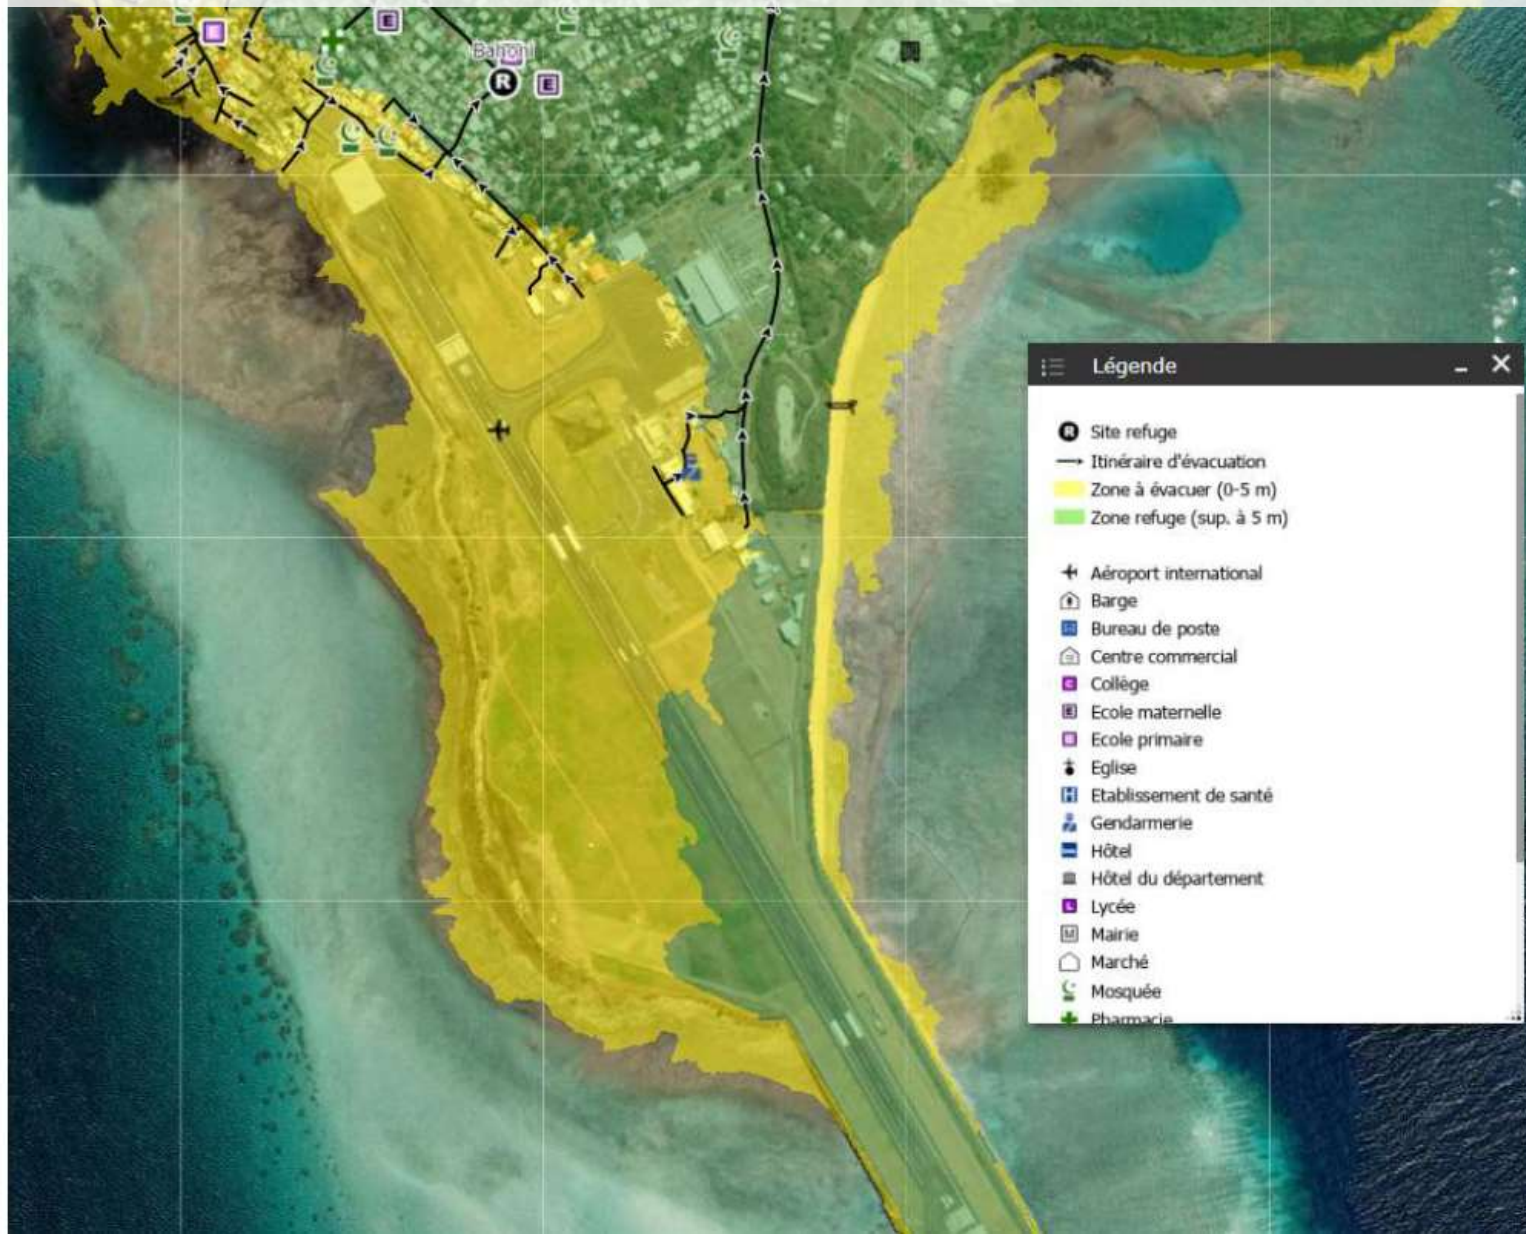 Bahoni
R
E
E
Légende
R Site refuge
Itinéraire d'évacuation
Zone à évacuer (0-5 m)
Zone refuge (sup. à 5 m)
Aéroport international
Barge
Bureau de poste
Centre commercial
C Collège
E Ecole maternelle
Ecole primaire
Eglise
H Etablissement de santé
Gendarmerie
Hôtel
Hôtel du département
L Lycée
M Mairie
Marché
Mosquée
Pharmacie